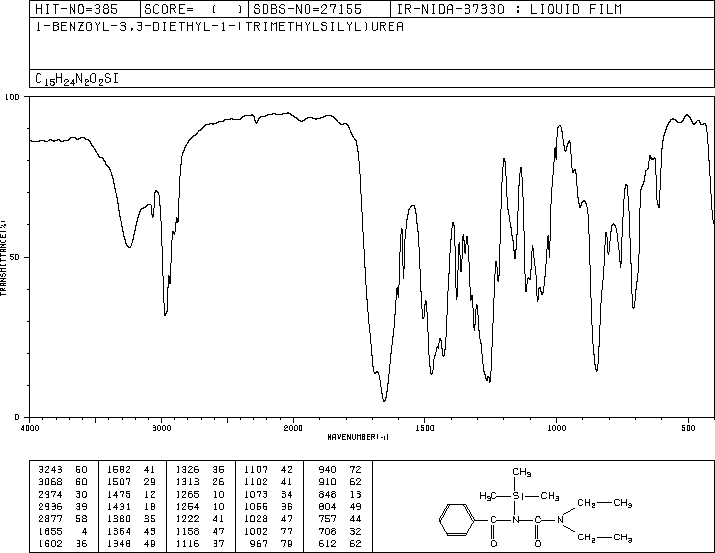 HIT-NO=385 SCORE= ( ) SDBS-NO=27155 IR-NIDA-37330 : LIQUID FILM
1-BENZOYL-3,3-DIETHYL-1-(TRIMETHYLSILYL)UREA
C15H24N2O2SI
100
50
0
TRANSMITTANCE(%)
4000 3000 2000 1500 1000 500
WAVENUMBER(-1)
3243 60 1582 41 1326 36 1107 42 940 72
3068 60 1507 29 1313 26 1102 41 910 62
2974 30 1475 12 1265 10 1073 34 848 13
2936 39 1431 18 1254 10 1055 36 804 49
2877 58 1380 35 1222 41 1028 47 757 44
1655 4 1364 43 1158 47 1002 77 708 32
1602 36 1348 49 1116 37 967 79 612 62
CH3
H3C SI CH3
CH2 CH3
C N C N
O O
CH2 CH3